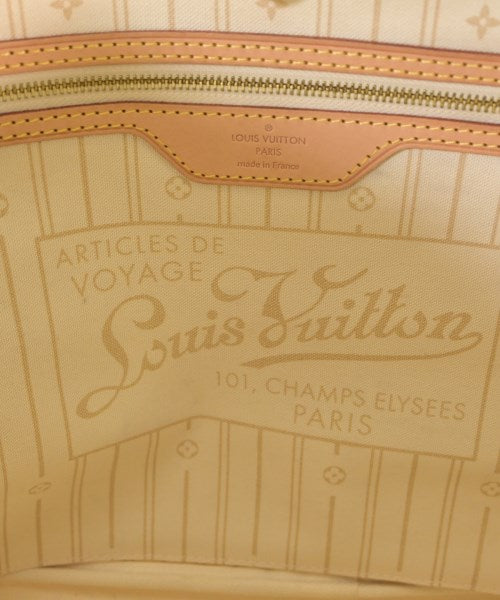 ®
LOUIS VUITTON
PARIS
made in France
ARTICLES DE
VOYAGE
Louis Vuitton
101, CHAMPS ELYSEES
PARIS